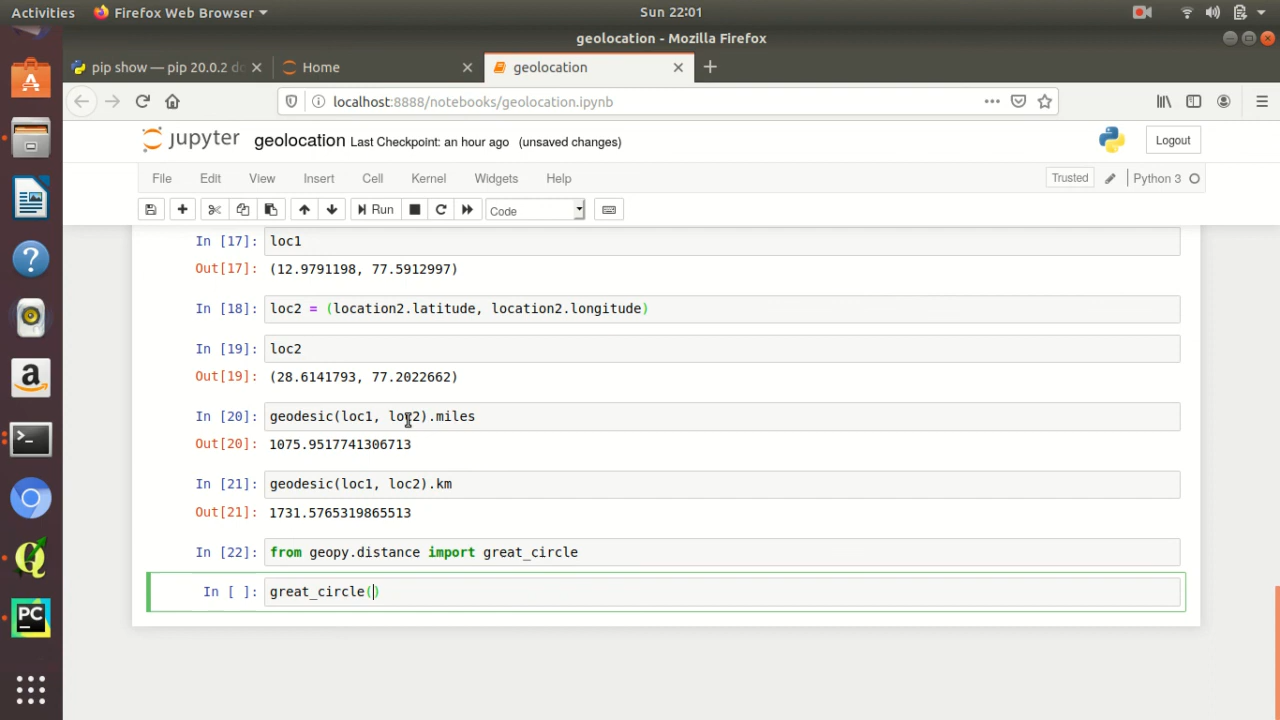 Activities Firefox Web Browser Sun 22:01
geolocation - Mozilla Firefox
pip show — pip 20.0.2 do Home geolocation
localhost:8888/notebooks/geolocation.ipynb
jupyter geolocation Last Checkpoint: an hour ago (unsaved changes) Logout
File Edit View Insert Cell Kernel Widgets Help Trusted Python 3
Run Code
In [17]: loc1
Out[17]: (12.9791198, 77.5912997)
In [18]: loc2 = (location2.latitude, location2.longitude)
In [19]: loc2
Out[19]: (28.6141793, 77.2022662)
In [20]: geodesic(loc1, loc2).miles
Out[20]: 1075.9517741306713
In [21]: geodesic(loc1, loc2).km
Out[21]: 1731.5765319865513
In [22]: from geopy.distance import great_circle
In [ ]: great_circle()
PC